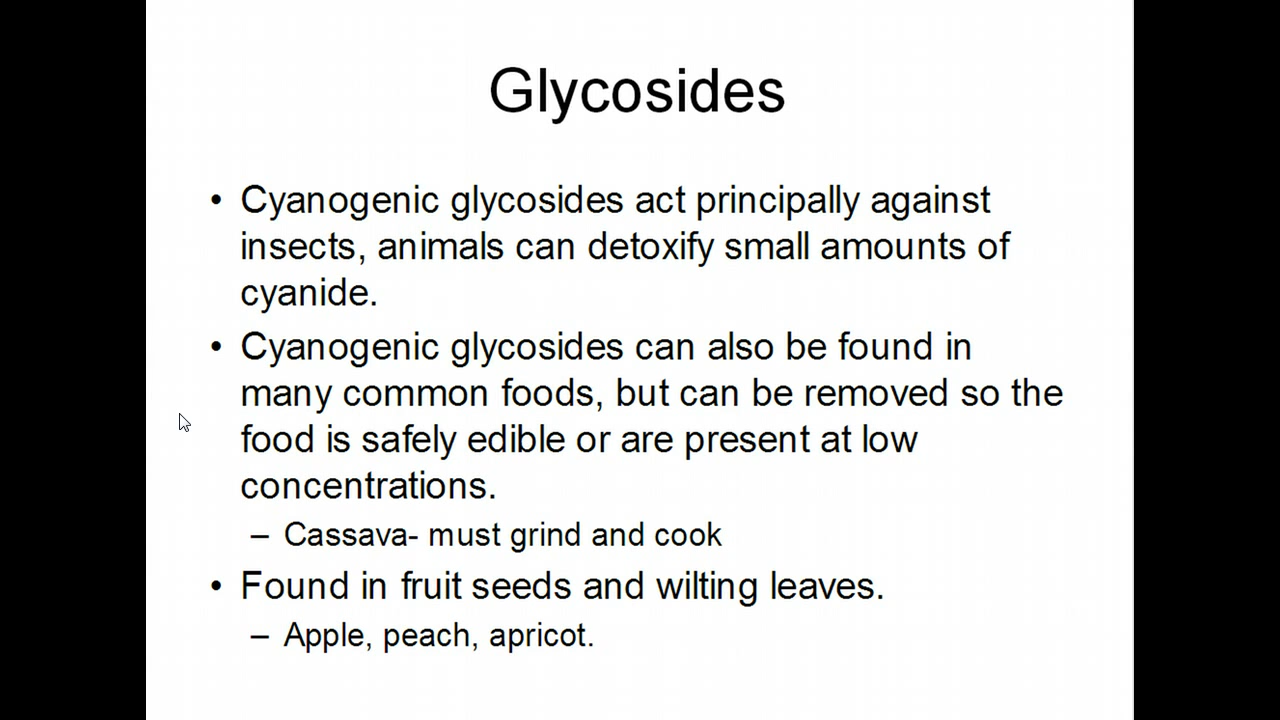 Glycosides
• Cyanogenic glycosides act principally against
insects, animals can detoxify small amounts of
cyanide.
• Cyanogenic glycosides can also be found in
many common foods, but can be removed so the
food is safely edible or are present at low
concentrations.
– Cassava- must grind and cook
• Found in fruit seeds and wilting leaves.
– Apple, peach, apricot.